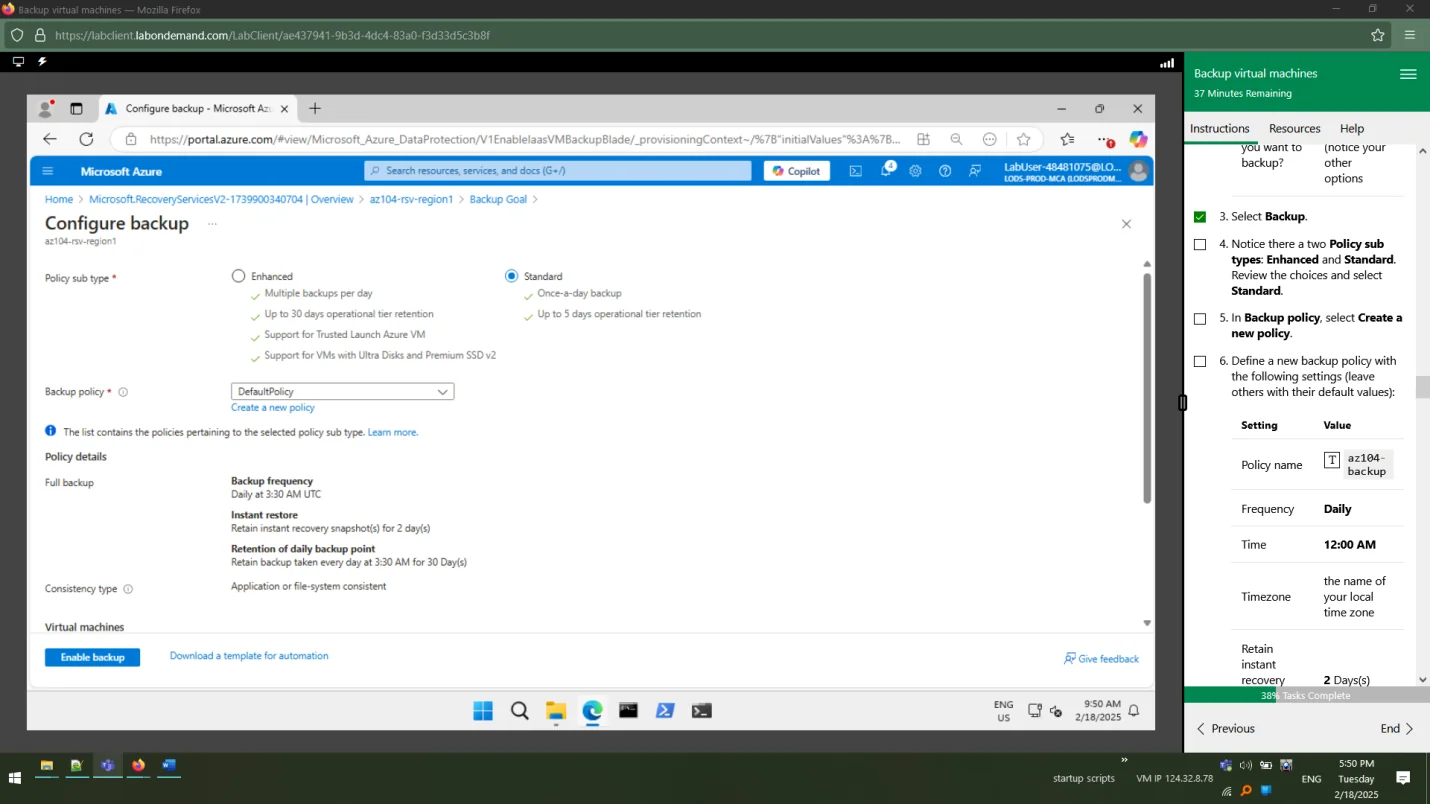 Backup virtual machines — Mozilla Firefox
https://labclient.labondemand.com/LabClient/ae437941-9b3d-4dc4-83a0-f3d33d5c3b8f
Configure backup - Microsoft Az
https://portal.azure.com/#view/Microsoft_Azure_DataProtection/V1EnableIaasVMBackupBlade/_provisioningContext~/%7B"initialValues"%3A%7B...
Microsoft Azure
Search resources, services, and docs (G+/)
Copilot
4
LabUser-48481075@LO...
LODS-PROD-MCA (LODSPRODM...
Home > Microsoft.RecoveryServicesV2-1739900340704 | Overview > az104-rsv-region1 > Backup Goal >
Configure backup ...
az104-rsv-region1
Policy sub type *
Enhanced
Multiple backups per day
Up to 30 days operational tier retention
Support for Trusted Launch Azure VM
Support for VMs with Ultra Disks and Premium SSD v2
Standard
Once-a-day backup
Up to 5 days operational tier retention
Backup policy *
DefaultPolicy
Create a new policy
The list contains the policies pertaining to the selected policy sub type. Learn more.
Policy details
Full backup
Backup frequency
Daily at 3:30 AM UTC
Instant restore
Retain instant recovery snapshot(s) for 2 day(s)
Retention of daily backup point
Retain backup taken every day at 3:30 AM for 30 Day(s)
Consistency type
Application or file-system consistent
Virtual machines
Enable backup
Download a template for automation
Give feedback
ENG
US
9:50 AM
2/18/2025
Backup virtual machines
37 Minutes Remaining
Instructions
Resources
Help
you want to
backup?
(notice your
other
options
3. Select Backup.
4. Notice there a two Policy sub
types: Enhanced and Standard.
Review the choices and select
Standard.
5. In Backup policy, select Create a
new policy.
6. Define a new backup policy with
the following settings (leave
others with their default values):
Setting
Value
Policy name
T
az104-
backup
Frequency
Daily
Time
12:00 AM
Timezone
the name of
your local
time zone
Retain
instant
recovery
2 Days(s)
38% Tasks Complete
Previous
End
startup scripts
VM IP 124.32.8.78
ENG
5:50 PM
Tuesday
2/18/2025